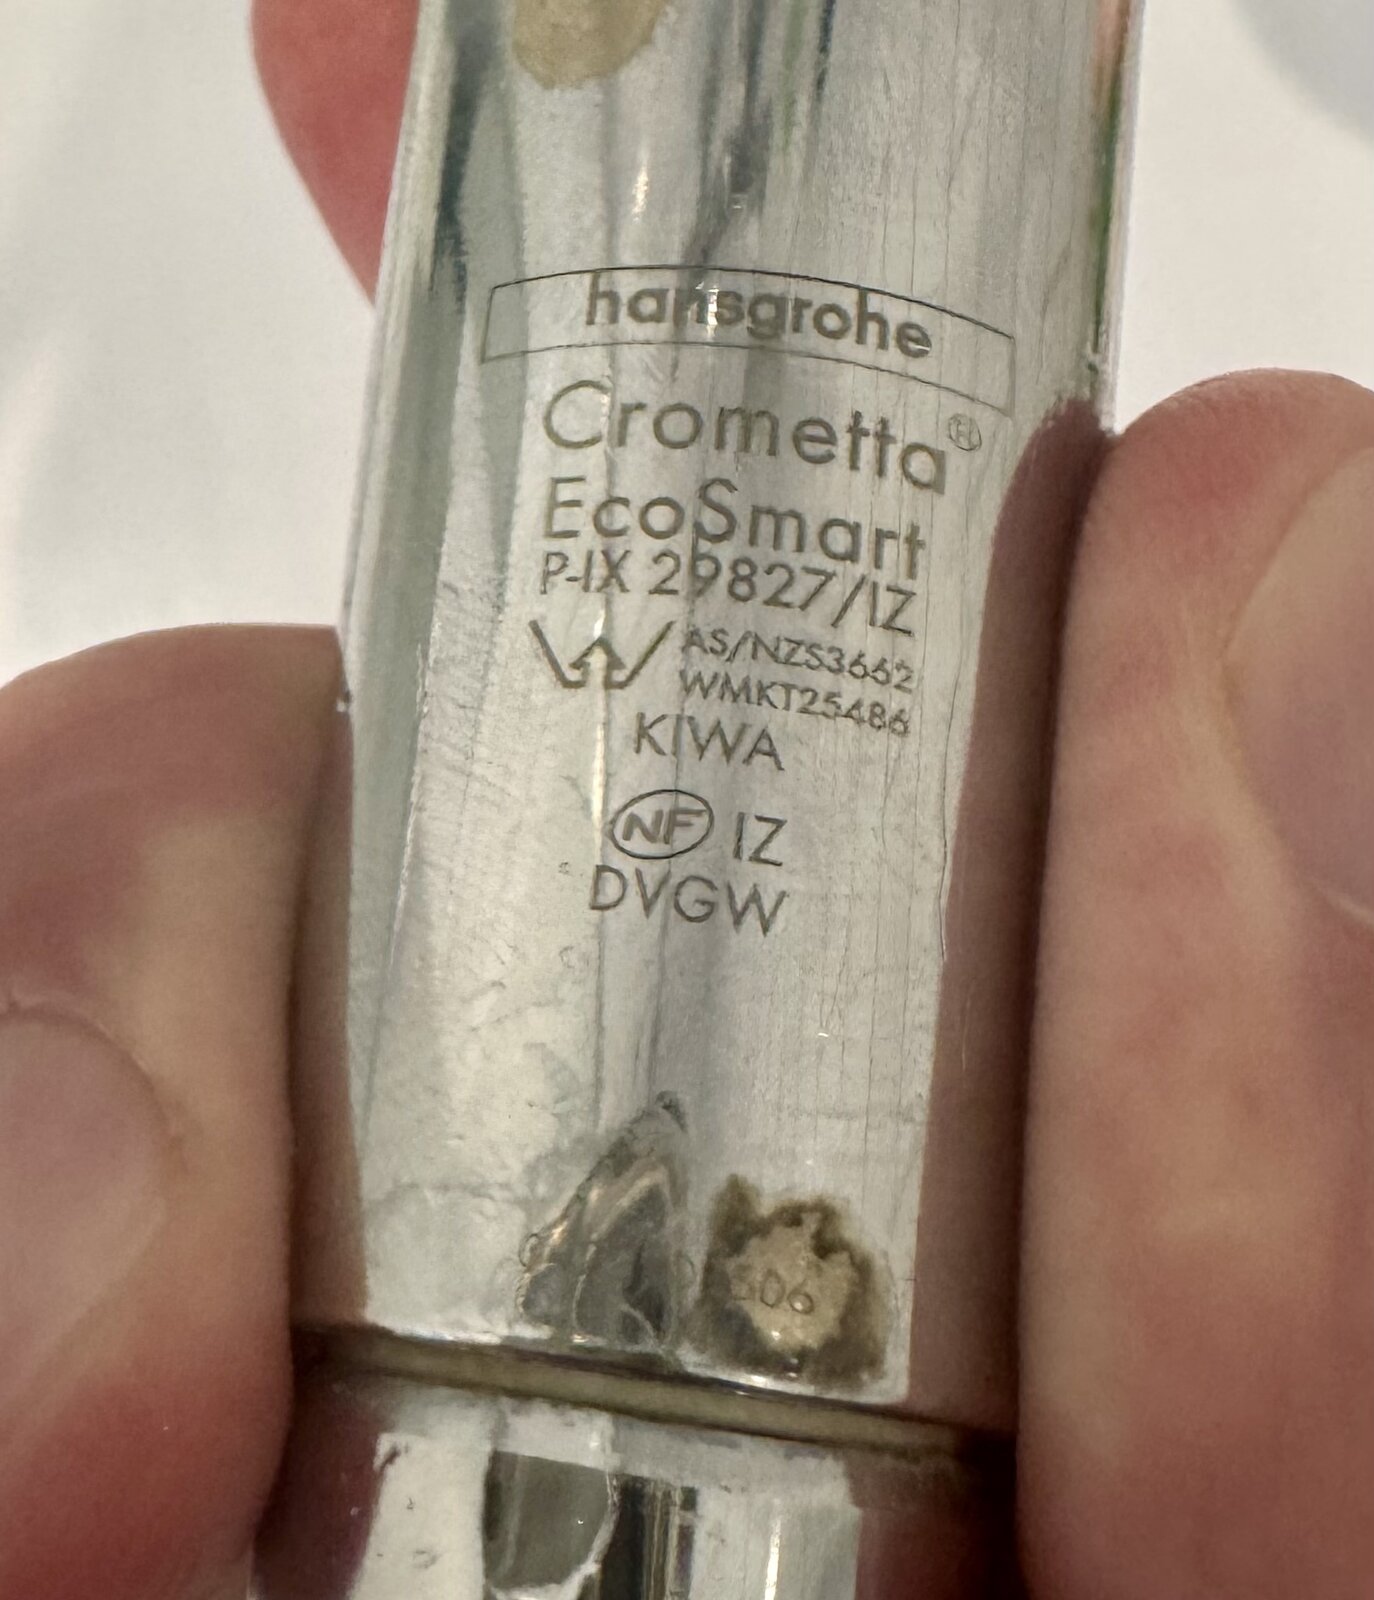 hansgrohe
Crometta®
EcoSmart
P-IX 29827/IZ
AS/NZS3662
WMKT25486
KIWA
NF IZ
DVGW